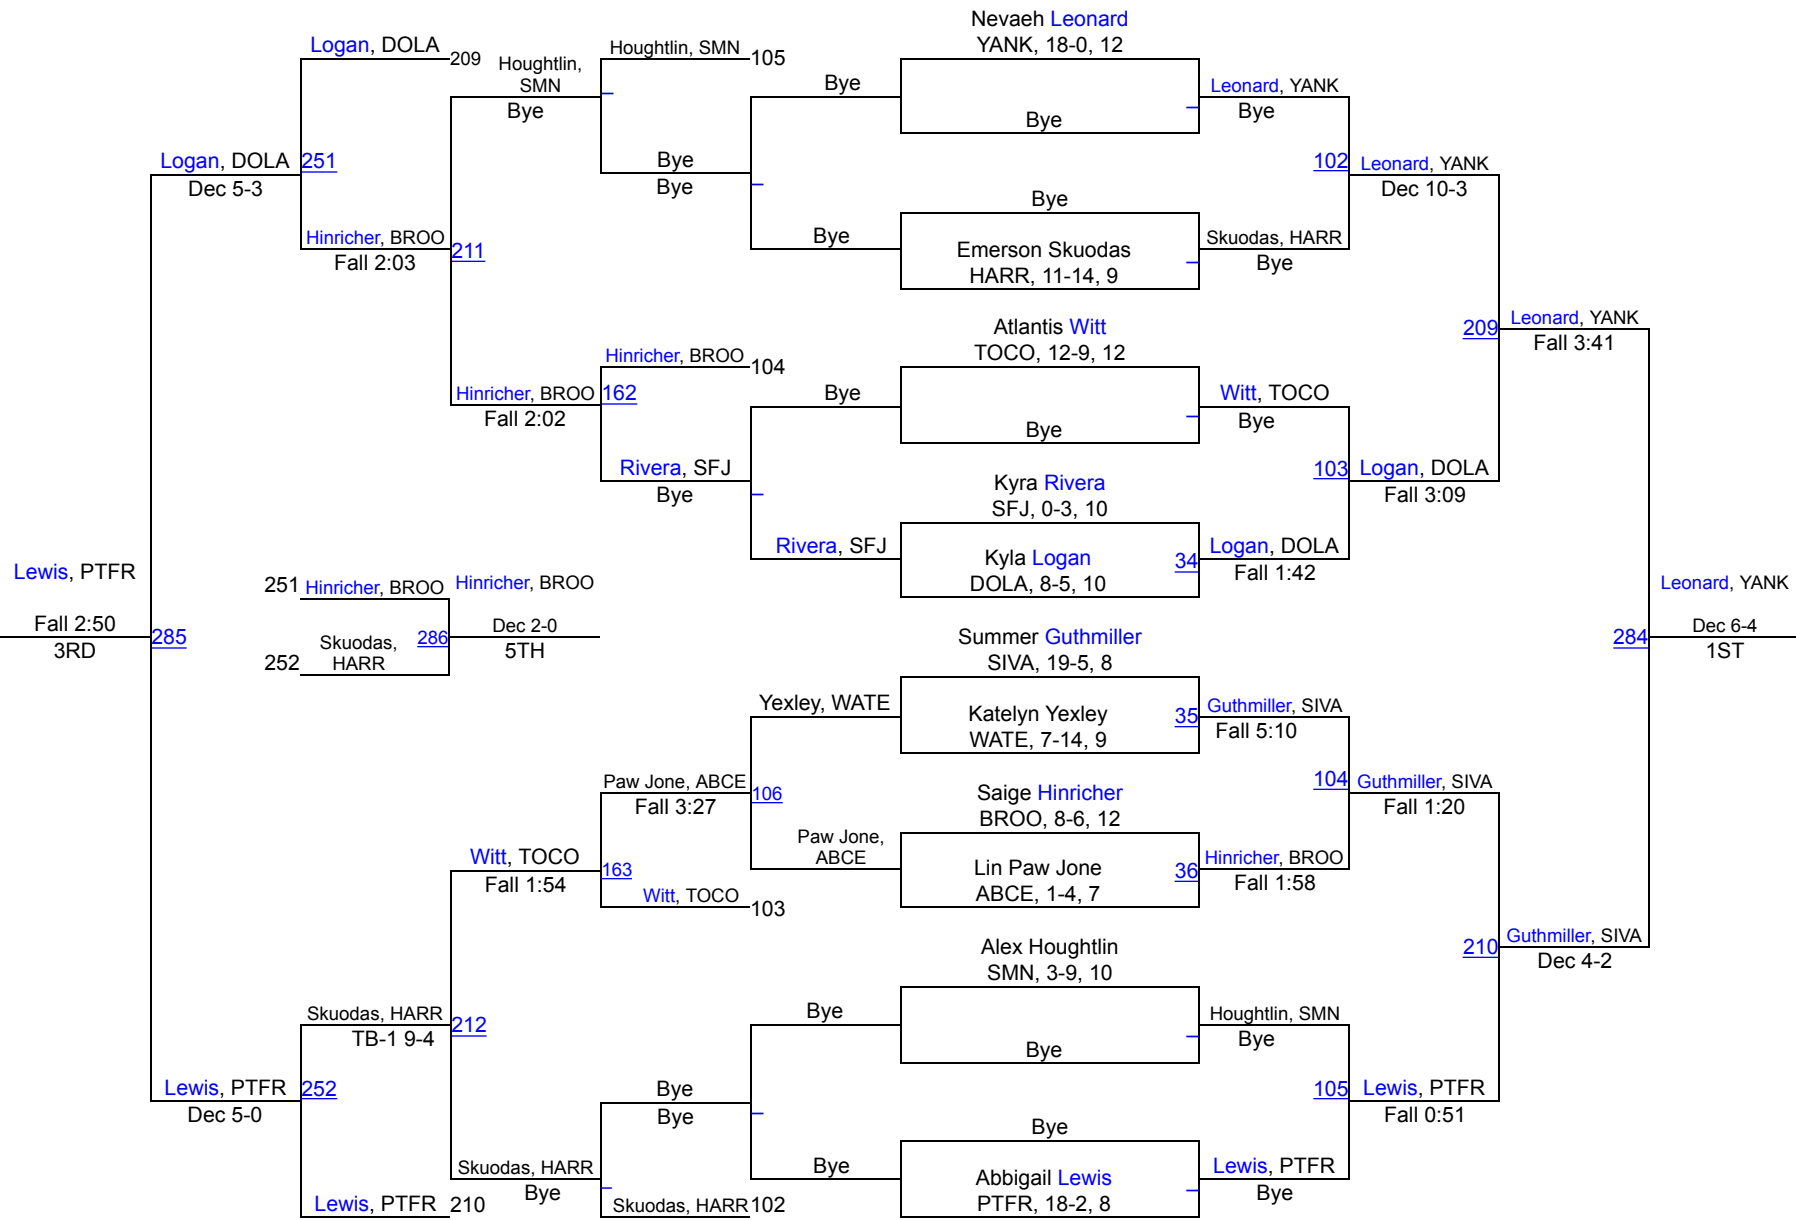 Nevaeh Leonard
YANK, 18-0, 12
Logan, DOLA
209
Houghtlin,
SMN
Bye
Houghtlin, SMN
105
Bye
Bye
Leonard, YANK
Bye
Logan, DOLA
Dec 5-3
251
Bye
Bye
102
Leonard, YANK
Dec 10-3
Hinricher, BROO
Fall 2:03
211
Bye
Bye
Emerson Skuodas
HARR, 11-14, 9
Skuodas, HARR
Bye
Atlantis Witt
TOCO, 12-9, 12
209
Leonard, YANK
Fall 3:41
Hinricher, BROO
104
Hinricher, BROO
Fall 2:02
162
Bye
Bye
Witt, TOCO
Bye
Rivera, SFJ
Bye
Kyra Rivera
SFJ, 0-3, 10
103
Logan, DOLA
Fall 3:09
Rivera, SFJ
Kyla Logan
DOLA, 8-5, 10
34
Logan, DOLA
Fall 1:42
Lewis, PTFR
Fall 2:50
3RD
285
251
Hinricher, BROO
Hinricher, BROO
252
Skuodas,
HARR
286
Dec 2-0
5TH
Leonard, YANK
284
Dec 6-4
1ST
Summer Guthmiller
SIVA, 19-5, 8
Yexley, WATE
Katelyn Yexley
WATE, 7-14, 9
35
Guthmiller, SIVA
Fall 5:10
Paw Jone, ABCE
Fall 3:27
106
Saige Hinricher
BROO, 8-6, 12
104
Guthmiller, SIVA
Fall 1:20
Paw Jone,
ABCE
Lin Paw Jone
ABCE, 1-4, 7
36
Hinricher, BROO
Fall 1:58
Witt, TOCO
Fall 1:54
163
Witt, TOCO
103
Alex Houghtlin
SMN, 3-9, 10
210
Guthmiller, SIVA
Dec 4-2
Skuodas, HARR
TB-1 9-4
212
Bye
Bye
Houghtlin, SMN
Bye
Lewis, PTFR
Dec 5-0
252
Bye
Bye
Bye
105
Lewis, PTFR
Fall 0:51
Skuodas, HARR
Bye
Bye
Abbigail Lewis
PTFR, 18-2, 8
Lewis, PTFR
Bye
Lewis, PTFR
210
Skuodas, HARR
102